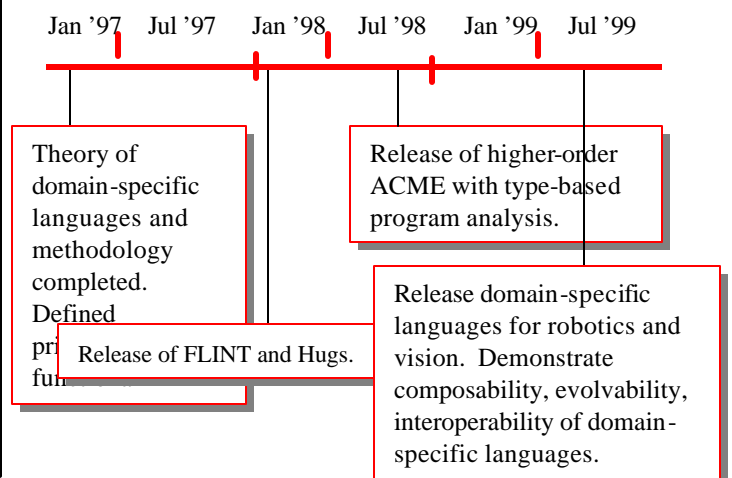 Jan ’97 Jul ’97 Jan ’98 Jul ’98 Jan ’99 Jul ’99
Theory of
domain-specific
languages and
methodology
completed.
Defined
Release of FLINT and Hugs.
Release of higher-order
ACME with type-based
program analysis.
Release domain-specific
languages for robotics and
vision. Demonstrate
composability, evolvability,
interoperability of domain-
specific languages.